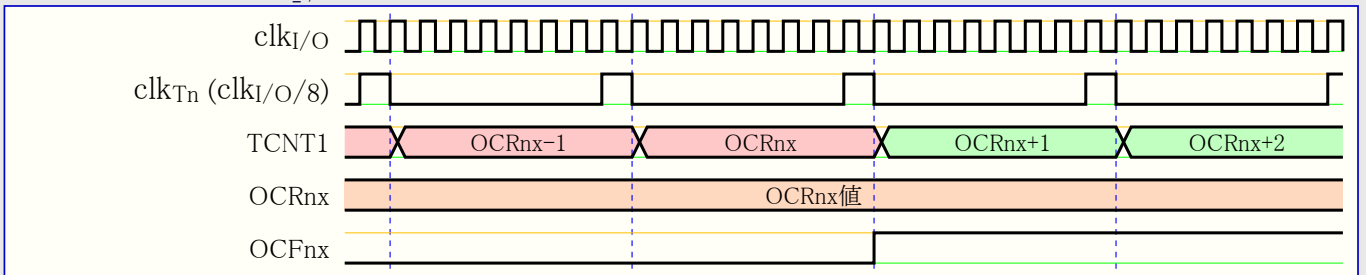 clkI/O
clkTn (clkI/O/8)
TCNT1 OCRnx-1 OCRnx OCRnx+1 OCRnx+2
OCRnx OCRnx値
OCFnx